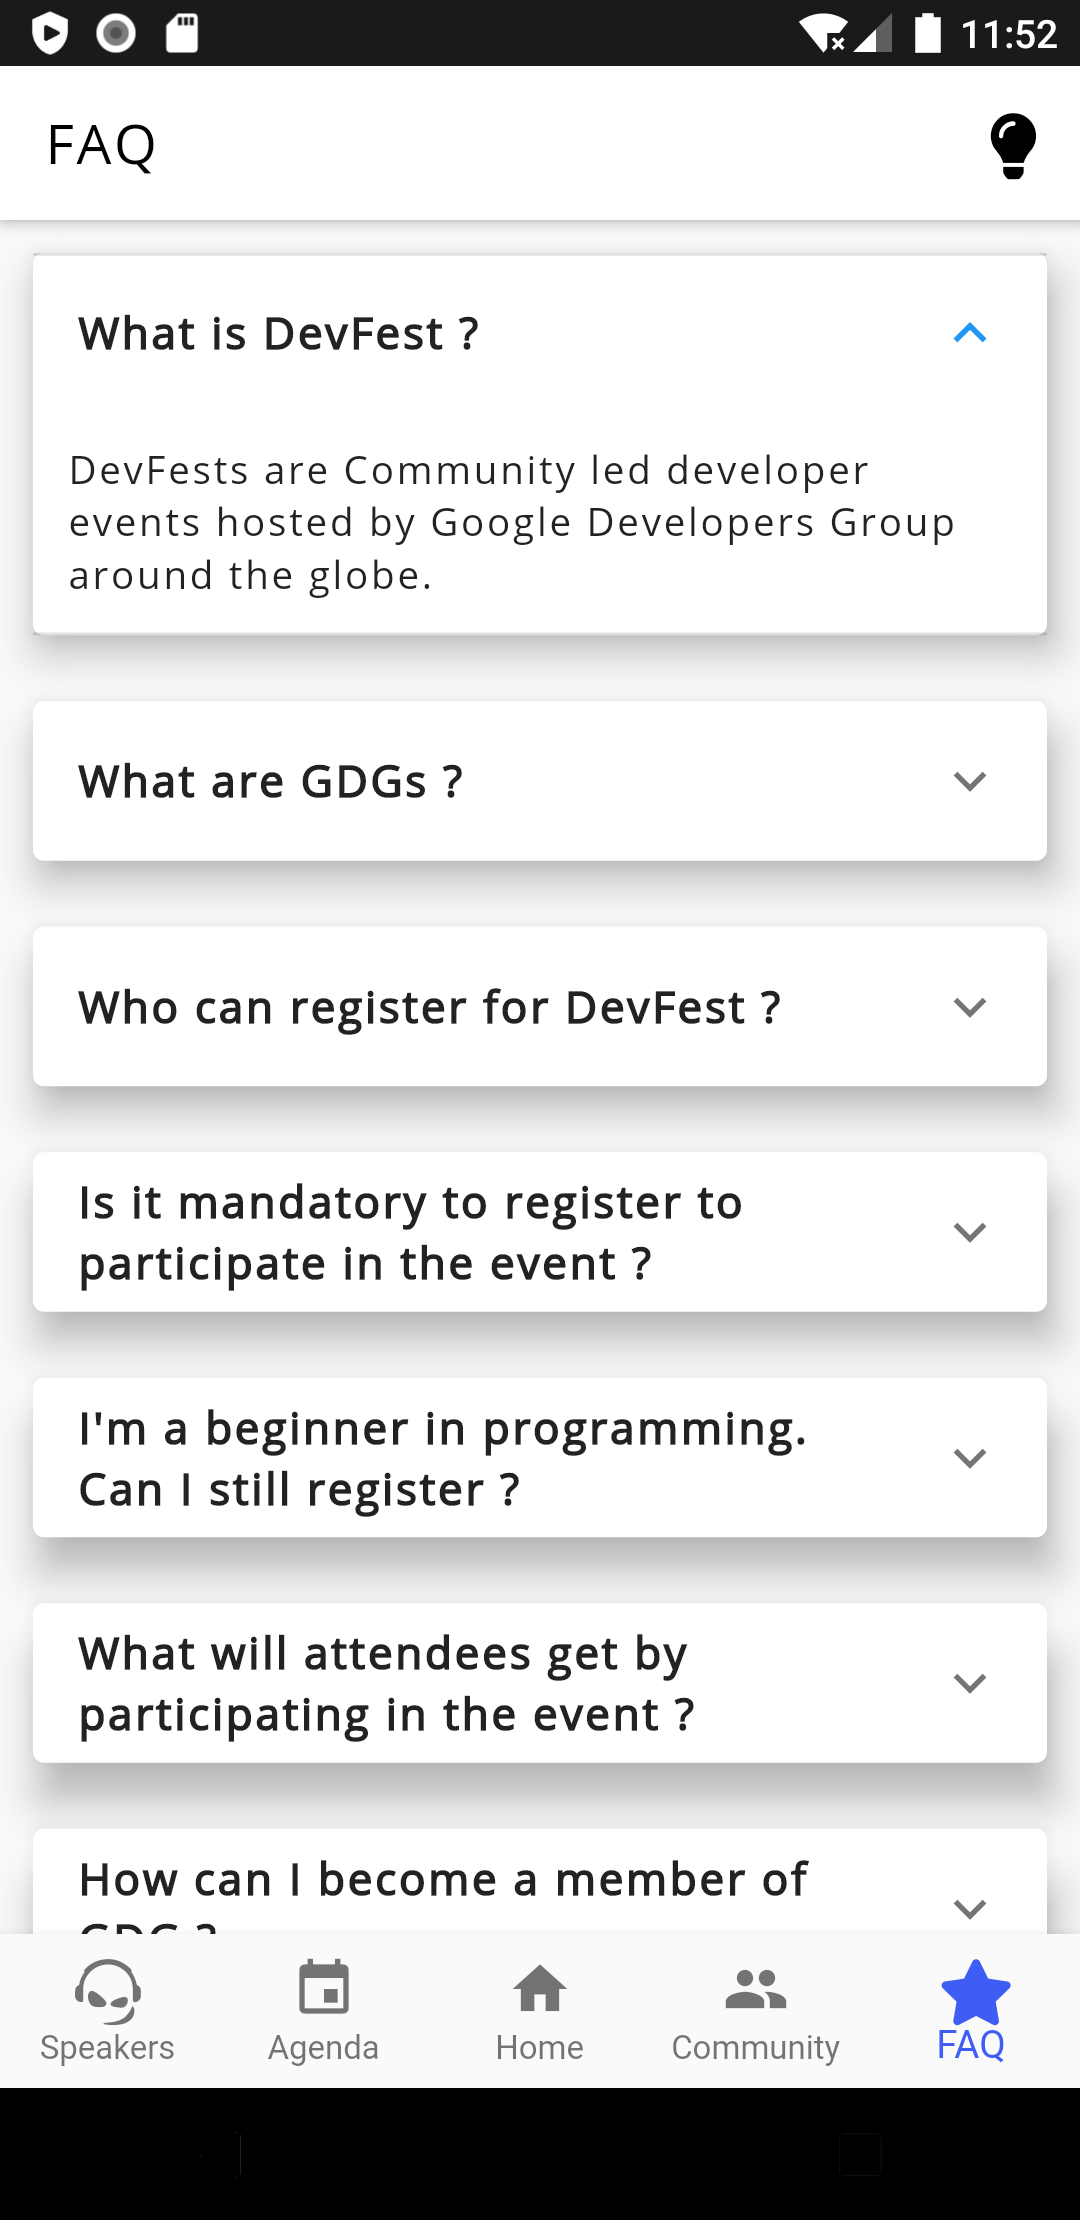 11:52
FAQ
What is DevFest ?
DevFests are Community led developer
events hosted by Google Developers Group
around the globe.
What are GDGs ?
Who can register for DevFest ?
Is it mandatory to register to
participate in the event ?
I'm a beginner in programming.
Can I still register ?
What will attendees get by
participating in the event ?
How can I become a member of
GDG ?
Speakers
Agenda
Home
Community
FAQ